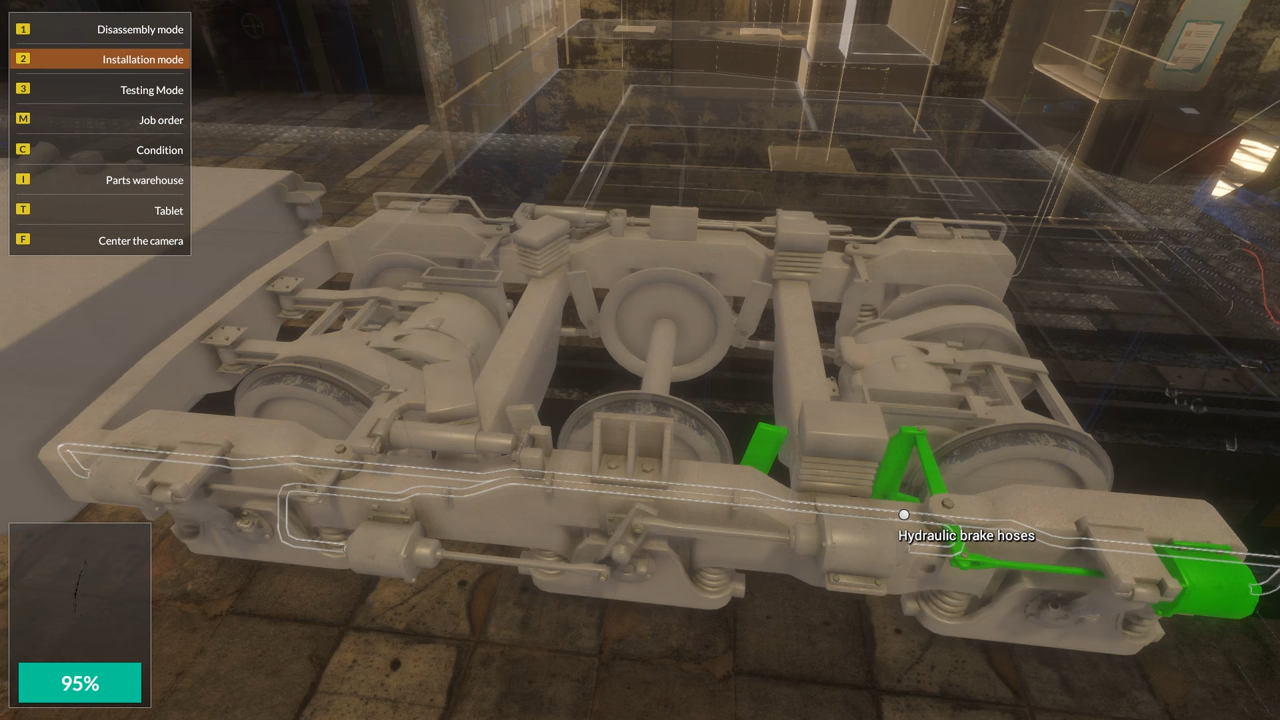 1 Disassembly mode
2 Installation mode
3 Testing Mode
M Job order
C Condition
I Parts warehouse
T Tablet
F Center the camera
Hydraulic brake hoses
95%